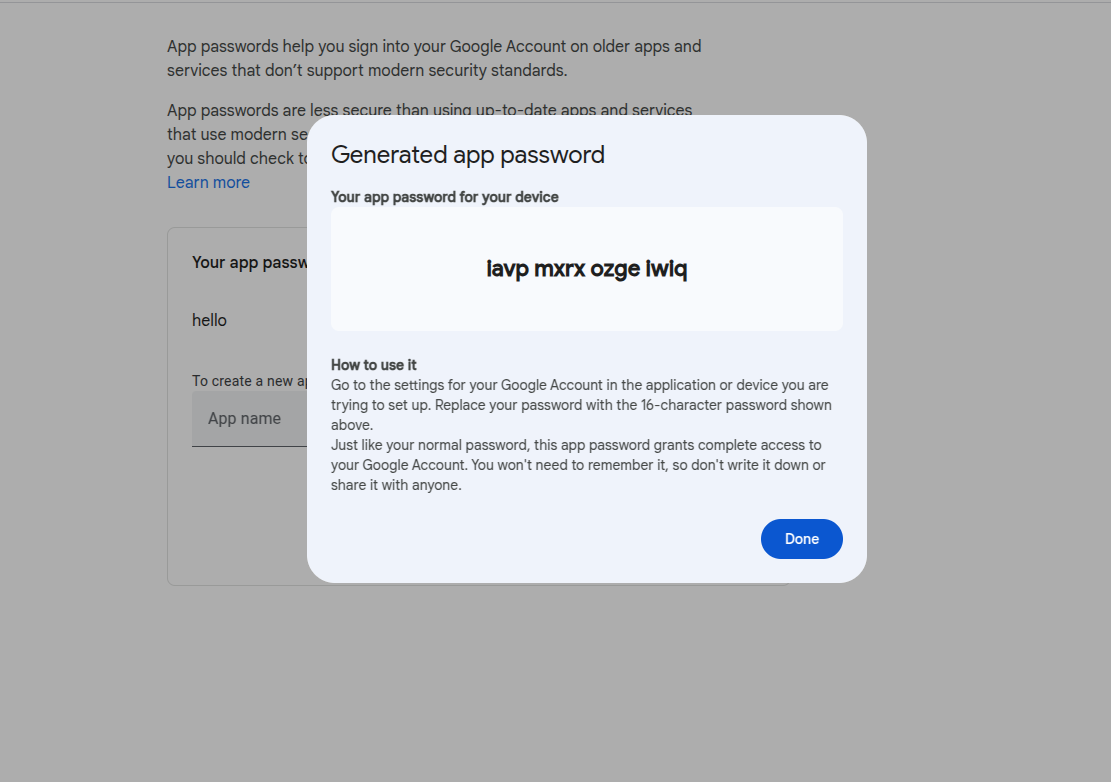 App passwords help you sign into your Google Account on older apps and
services that don’t support modern security standards.
App passwords are less secure than using up-to-date apps and services
that use modern se
you should check to
Learn more
Generated app password
Your app password for your device
iavp mxrx ozge iwiq
How to use it
Go to the settings for your Google Account in the application or device you are
trying to set up. Replace your password with the 16-character password shown
above.
Just like your normal password, this app password grants complete access to
your Google Account. You won't need to remember it, so don't write it down or
share it with anyone.
Done
Your app passw
hello
To create a new ap
App name